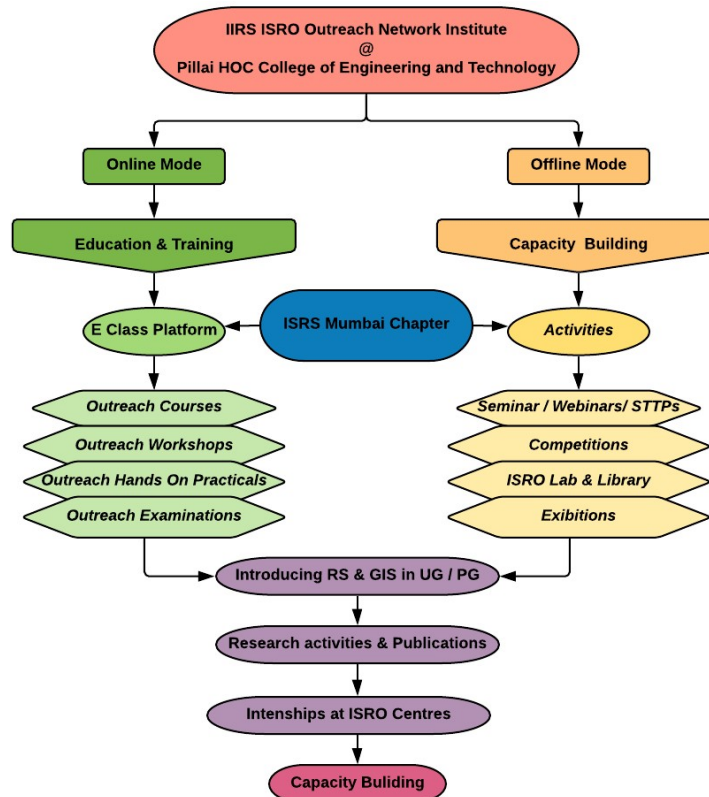 IIRS ISRO Outreach Network Institute
@
Pillai HOC College of Engineering and Technology
Online Mode
Offline Mode
Education & Training
Capacity Building
E Class Platform
ISRS Mumbai Chapter
Activities
Outreach Courses
Outreach Workshops
Outreach Hands On Practicals
Outreach Examinations
Seminar / Webinars/ STTPs
Competitions
ISRO Lab & Library
Exibitions
Introducing RS & GIS in UG / PG
Research activities & Publications
Intenships at ISRO Centres
Capacity Buliding